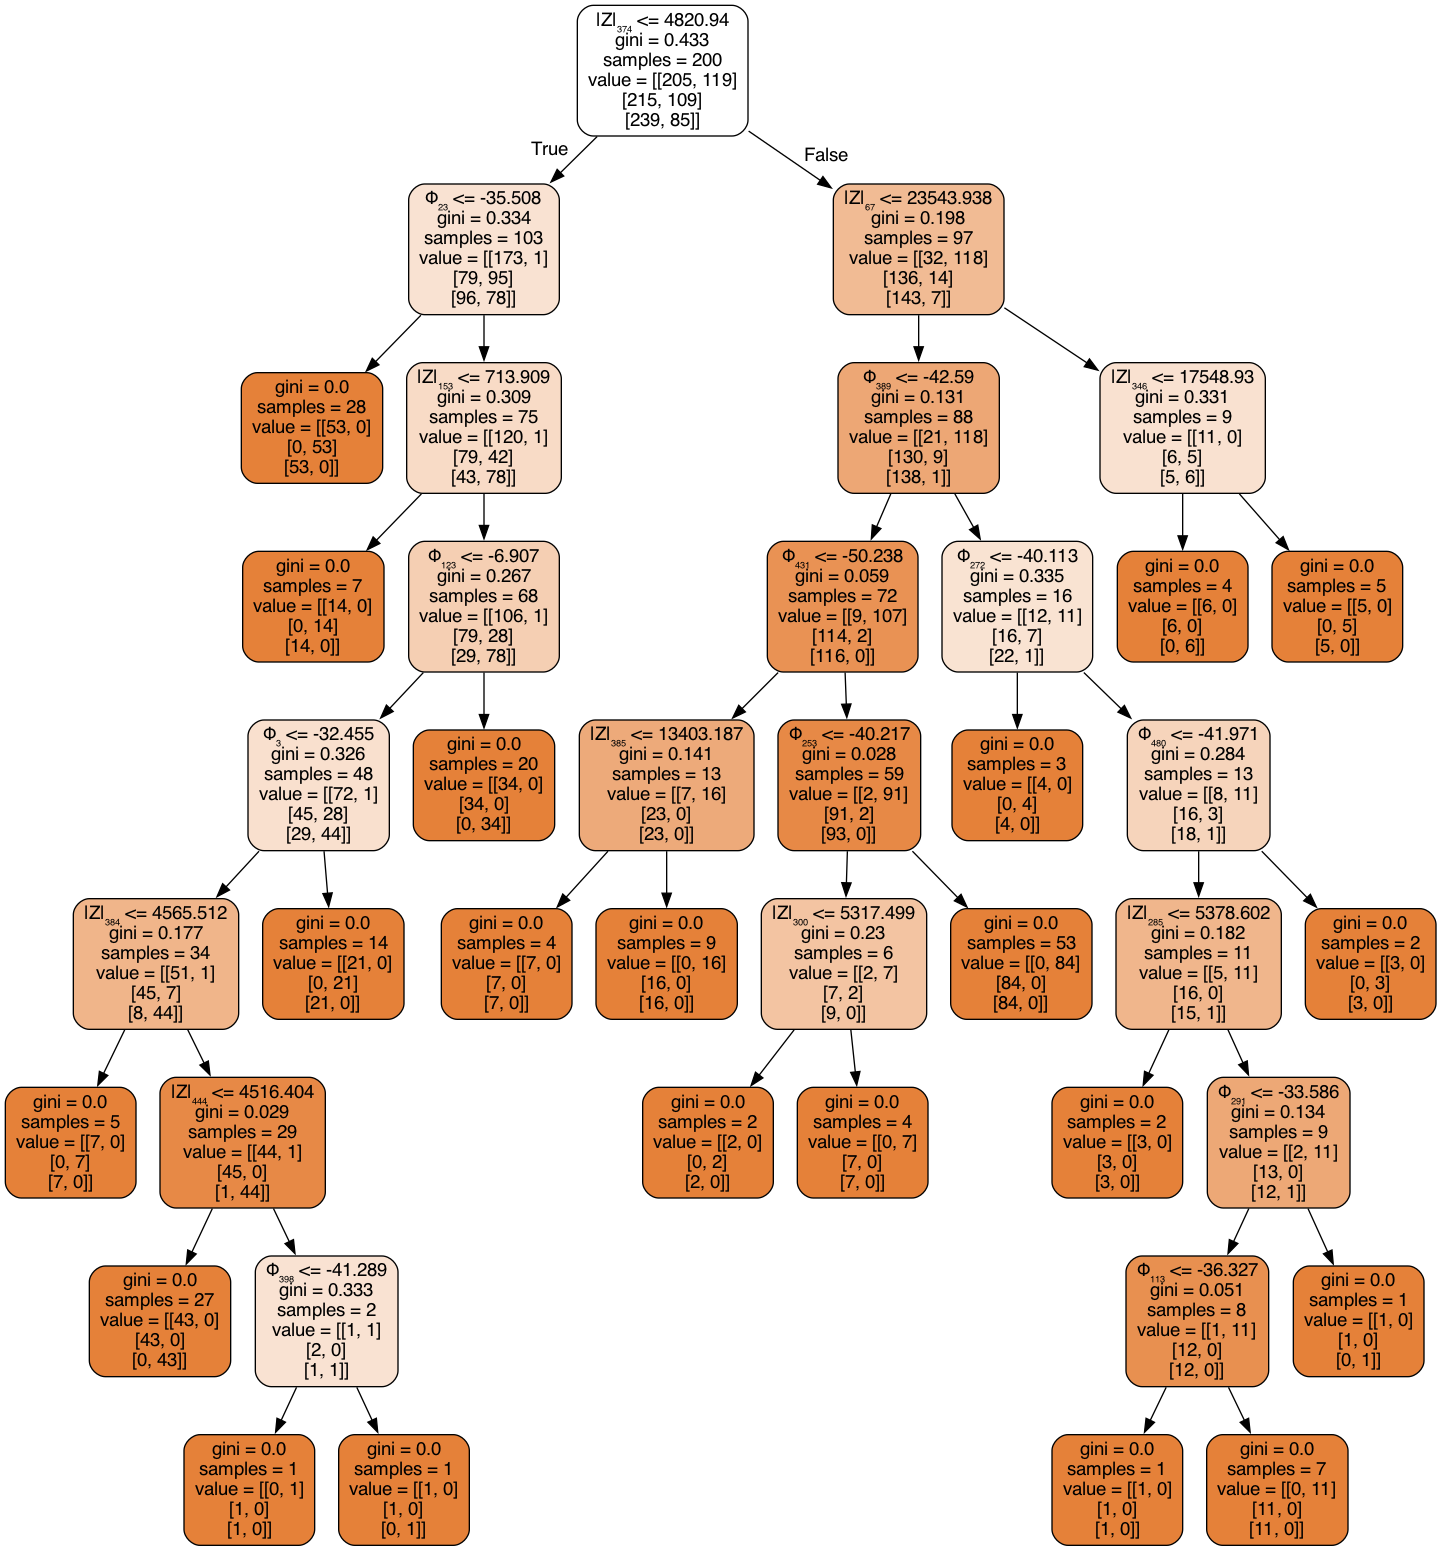 |Z|₃₇₄ <= 4820.94
gini = 0.433
samples = 200
value = [[205, 119]
[215, 109]
[239, 85]]
True
False
Φ₂₃ <= -35.508
gini = 0.334
samples = 103
value = [[173, 1]
[79, 95]
[96, 78]]
|Z|₆₇ <= 23543.938
gini = 0.198
samples = 97
value = [[32, 118]
[136, 14]
[143, 7]]
gini = 0.0
samples = 28
value = [[53, 0]
[0, 53]
[53, 0]]
|Z|₁₅₃ <= 713.909
gini = 0.309
samples = 75
value = [[120, 1]
[79, 42]
[43, 78]]
Φ₃₈₉ <= -42.59
gini = 0.131
samples = 88
value = [[21, 118]
[130, 9]
[138, 1]]
|Z|₃₄₆ <= 17548.93
gini = 0.331
samples = 9
value = [[11, 0]
[6, 5]
[5, 6]]
gini = 0.0
samples = 7
value = [[14, 0]
[0, 14]
[14, 0]]
Φ₁₂₃ <= -6.907
gini = 0.267
samples = 68
value = [[106, 1]
[79, 28]
[29, 78]]
Φ₄₃₁ <= -50.238
gini = 0.059
samples = 72
value = [[9, 107]
[114, 2]
[116, 0]]
Φ₂₇₂ <= -40.113
gini = 0.335
samples = 16
value = [[12, 11]
[16, 7]
[22, 1]]
gini = 0.0
samples = 4
value = [[6, 0]
[6, 0]
[0, 6]]
gini = 0.0
samples = 5
value = [[5, 0]
[0, 5]
[5, 0]]
Φ₃ <= -32.455
gini = 0.326
samples = 48
value = [[72, 1]
[45, 28]
[29, 44]]
gini = 0.0
samples = 20
value = [[34, 0]
[34, 0]
[0, 34]]
|Z|₃₈₅ <= 13403.187
gini = 0.141
samples = 13
value = [[7, 16]
[23, 0]
[23, 0]]
Φ₂₅₃ <= -40.217
gini = 0.028
samples = 59
value = [[2, 91]
[91, 2]
[93, 0]]
gini = 0.0
samples = 3
value = [[4, 0]
[0, 4]
[4, 0]]
Φ₄₈₀ <= -41.971
gini = 0.284
samples = 13
value = [[8, 11]
[16, 3]
[18, 1]]
|Z|₃₈₄ <= 4565.512
gini = 0.177
samples = 34
value = [[51, 1]
[45, 7]
[8, 44]]
gini = 0.0
samples = 14
value = [[21, 0]
[0, 21]
[21, 0]]
gini = 0.0
samples = 4
value = [[7, 0]
[7, 0]
[7, 0]]
gini = 0.0
samples = 9
value = [[0, 16]
[16, 0]
[16, 0]]
|Z|₃₀₀ <= 5317.499
gini = 0.23
samples = 6
value = [[2, 7]
[7, 2]
[9, 0]]
gini = 0.0
samples = 53
value = [[0, 84]
[84, 0]
[84, 0]]
|Z|₂₈₅ <= 5378.602
gini = 0.182
samples = 11
value = [[5, 11]
[16, 0]
[15, 1]]
gini = 0.0
samples = 2
value = [[3, 0]
[0, 3]
[3, 0]]
gini = 0.0
samples = 5
value = [[7, 0]
[0, 7]
[7, 0]]
|Z|₄₄₄ <= 4516.404
gini = 0.029
samples = 29
value = [[44, 1]
[45, 0]
[1, 44]]
gini = 0.0
samples = 2
value = [[2, 0]
[0, 2]
[2, 0]]
gini = 0.0
samples = 4
value = [[0, 7]
[7, 0]
[7, 0]]
gini = 0.0
samples = 2
value = [[3, 0]
[3, 0]
[3, 0]]
Φ₂₉₁ <= -33.586
gini = 0.134
samples = 9
value = [[2, 11]
[13, 0]
[12, 1]]
gini = 0.0
samples = 27
value = [[43, 0]
[43, 0]
[0, 43]]
Φ₃₉₈ <= -41.289
gini = 0.333
samples = 2
value = [[1, 1]
[2, 0]
[1, 1]]
Φ₁₁₃ <= -36.327
gini = 0.051
samples = 8
value = [[1, 11]
[12, 0]
[12, 0]]
gini = 0.0
samples = 1
value = [[1, 0]
[1, 0]
[0, 1]]
gini = 0.0
samples = 1
value = [[0, 1]
[1, 0]
[1, 0]]
gini = 0.0
samples = 1
value = [[1, 0]
[1, 0]
[0, 1]]
gini = 0.0
samples = 1
value = [[1, 0]
[1, 0]
[1, 0]]
gini = 0.0
samples = 7
value = [[0, 11]
[11, 0]
[11, 0]]